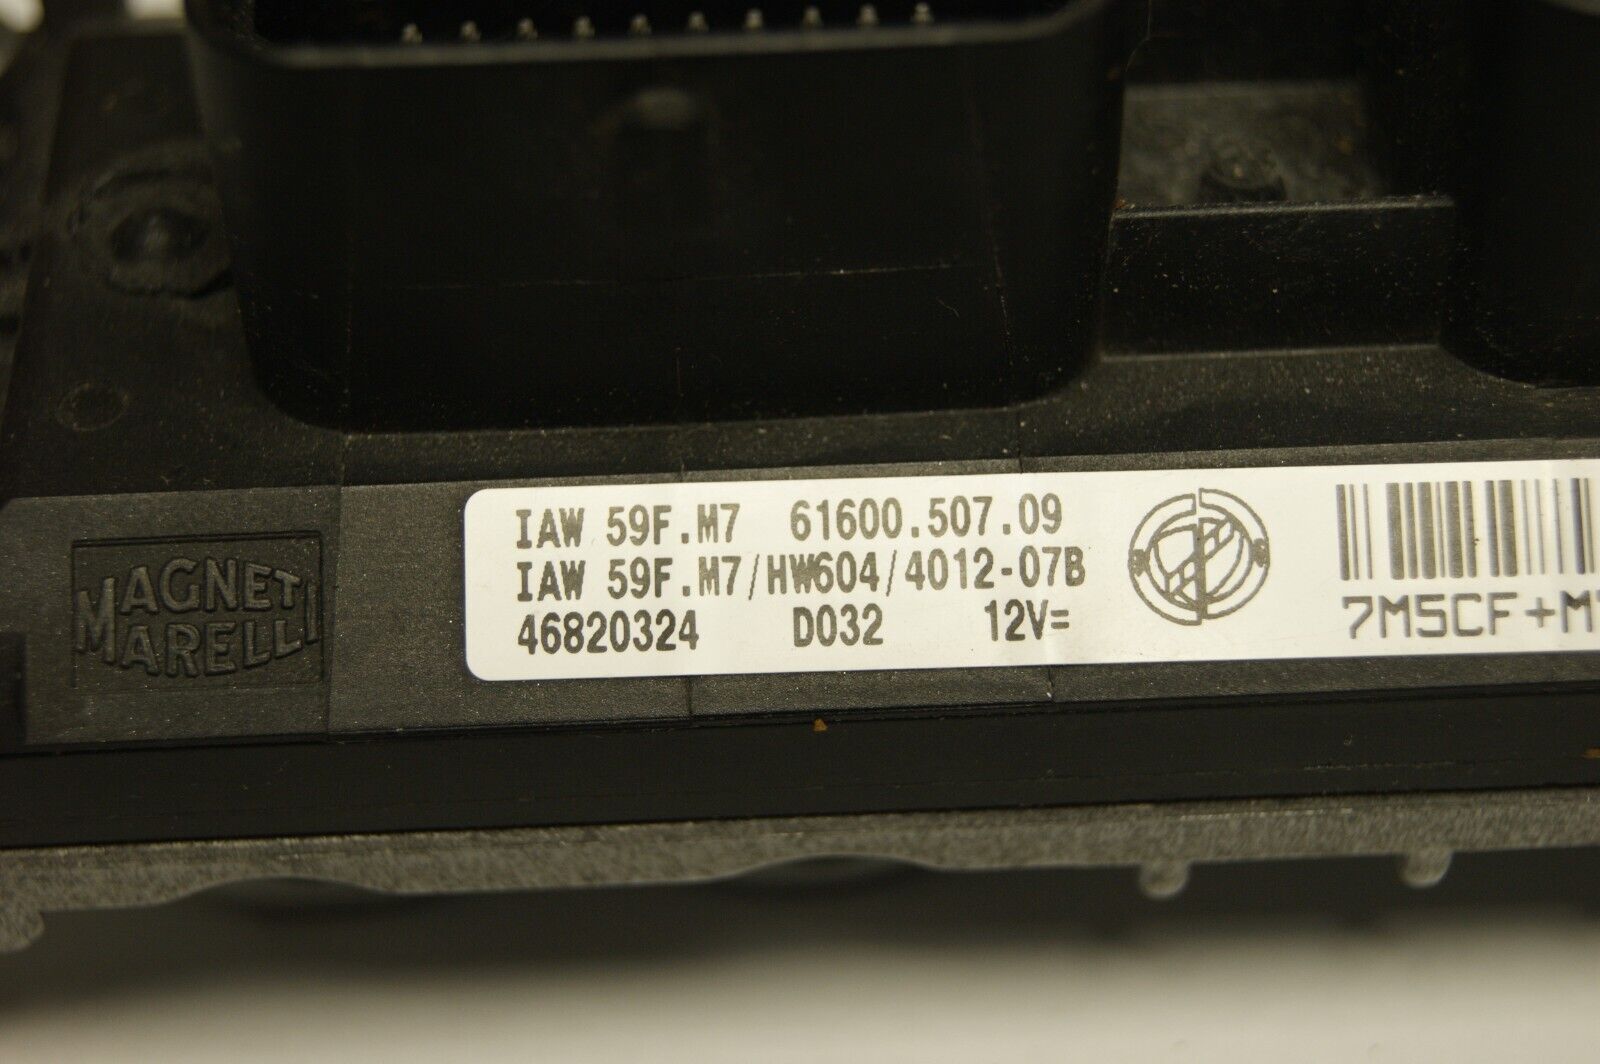 MAGNETI
MARELLI
IAW 59F.M7 61600.507.09
IAW 59F.M7/HW604/4012-07B
46820324 D032 12V=
7M5CF+M